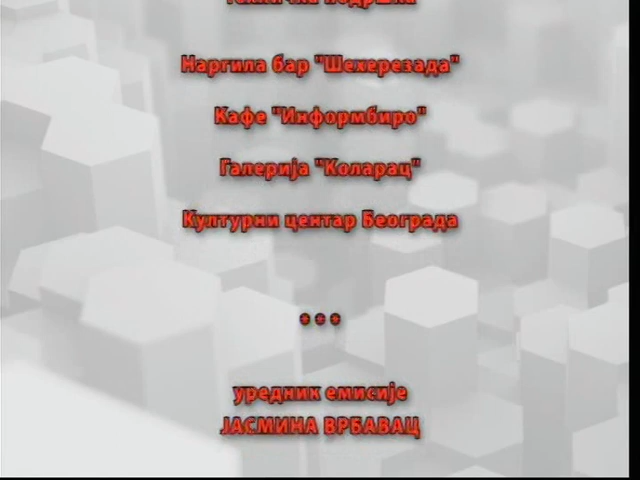 Наргила бар "Шехерезада"
Кафе "Информбиро"
Галерија "Коларац"
Културни центар Београда
* * *
уредник емисије
ЈАСМИНА ВРБАВАЦ